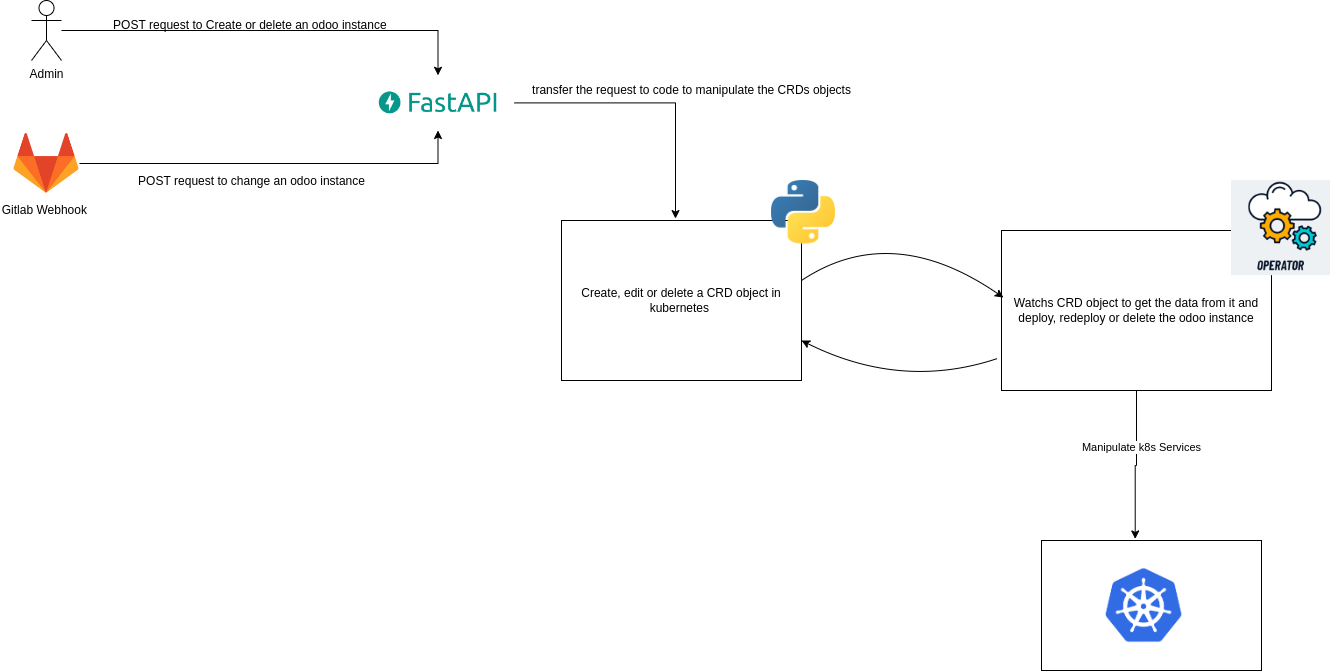 POST request to Create or delete an odoo instance
Admin
FastAPI
transfer the request to code to manipulate the CRDs objects
POST request to change an odoo instance
Gitlab Webhook
OPERATOR
Create, edit or delete a CRD object in
kubernetes
Watchs CRD object to get the data from it and
deploy, redeploy or delete the odoo instance
Manipulate k8s Services